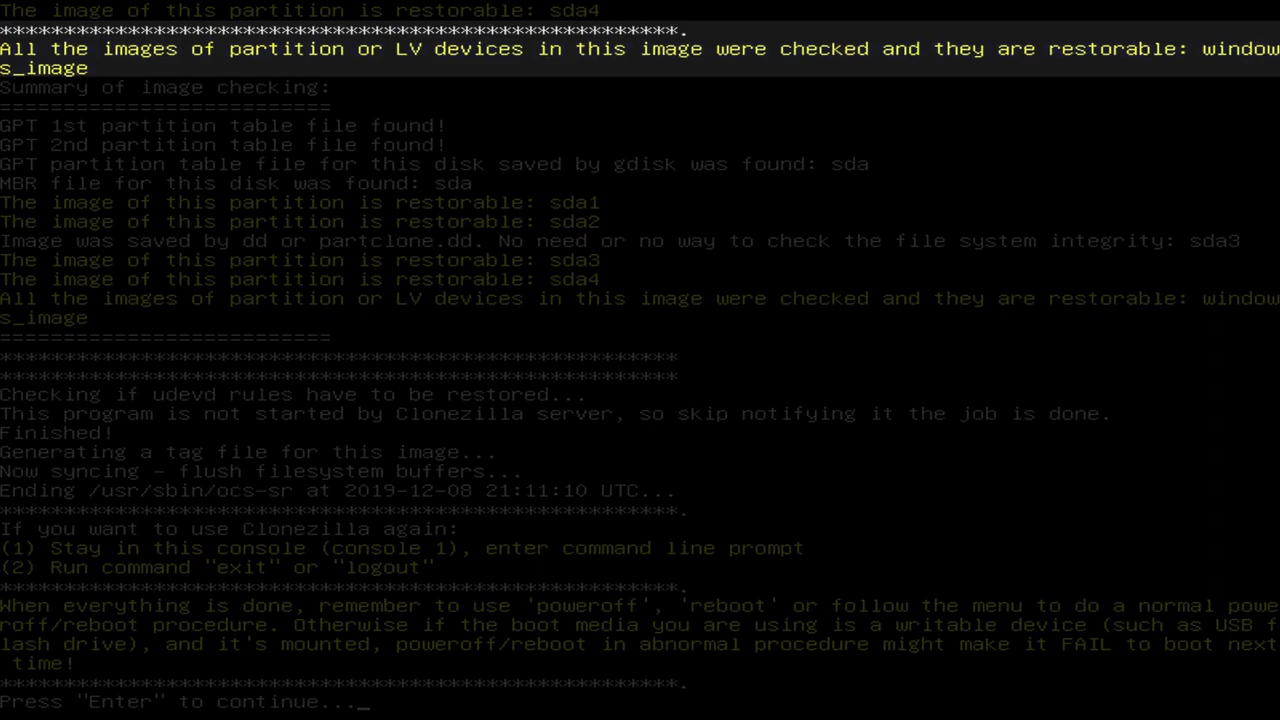 The image of this partition is restorable: sda4
*****************************************************.
All the images of partition or LV devices in this image were checked and they are restorable: window
s_image
Summary of image checking:
==========================
GPT 1st partition table file found!
GPT 2nd partition table file found!
GPT partition table file for this disk saved by gdisk was found: sda
MBR file for this disk was found: sda
The image of this partition is restorable: sda1
The image of this partition is restorable: sda2
Image was saved by dd or partclone.dd. No need or no way to check the file system integrity: sda3
The image of this partition is restorable: sda3
The image of this partition is restorable: sda4
All the images of partition or LV devices in this image were checked and they are restorable: window
s_image
==========================
*****************************************************
*****************************************************
Checking if udevd rules have to be restored...
This program is not started by Clonezilla server, so skip notifying it the job is done.
Finished!
Generating a tag file for this image...
Now syncing - flush filesystem buffers...
Ending /usr/sbin/ocs-sr at 2019-12-08 21:11:10 UTC...
*****************************************************.
If you want to use Clonezilla again:
(1) Stay in this console (console 1), enter command line prompt
(2) Run command "exit" or "logout"
*****************************************************.
When everything is done, remember to use 'poweroff', 'reboot' or follow the menu to do a normal powe
roff/reboot procedure. Otherwise if the boot media you are using is a writable device (such as USB f
lash drive), and it's mounted, poweroff/reboot in abnormal procedure might make it FAIL to boot next
 time!
*****************************************************.
Press "Enter" to continue..._